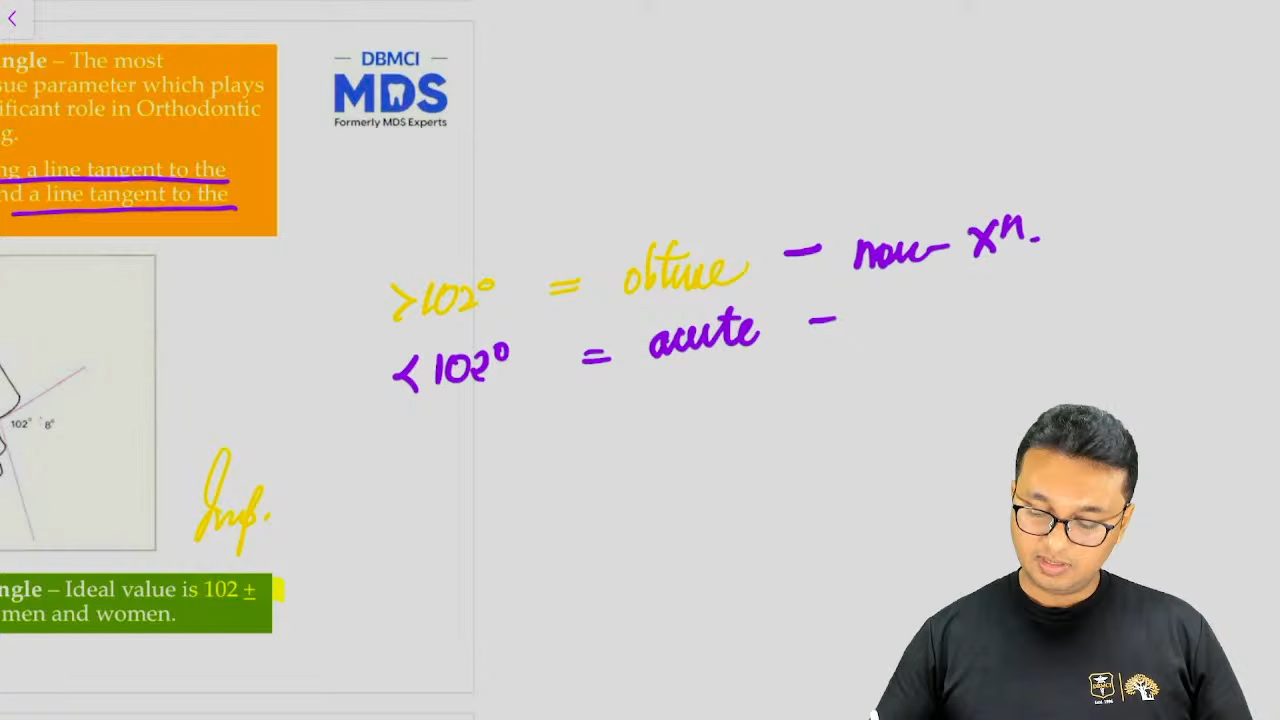 ngle – The most
sue parameter which plays
ificant role in Orthodontic
g.
ng a line tangent to the
nd a line tangent to the
DBMCI
MDS
Formerly MDS Experts
>102° = obtuse – non Xn.
<102° = acute –
102° 8°
Imp.
ngle – Ideal value is 102 ±
men and women.
DBMCI